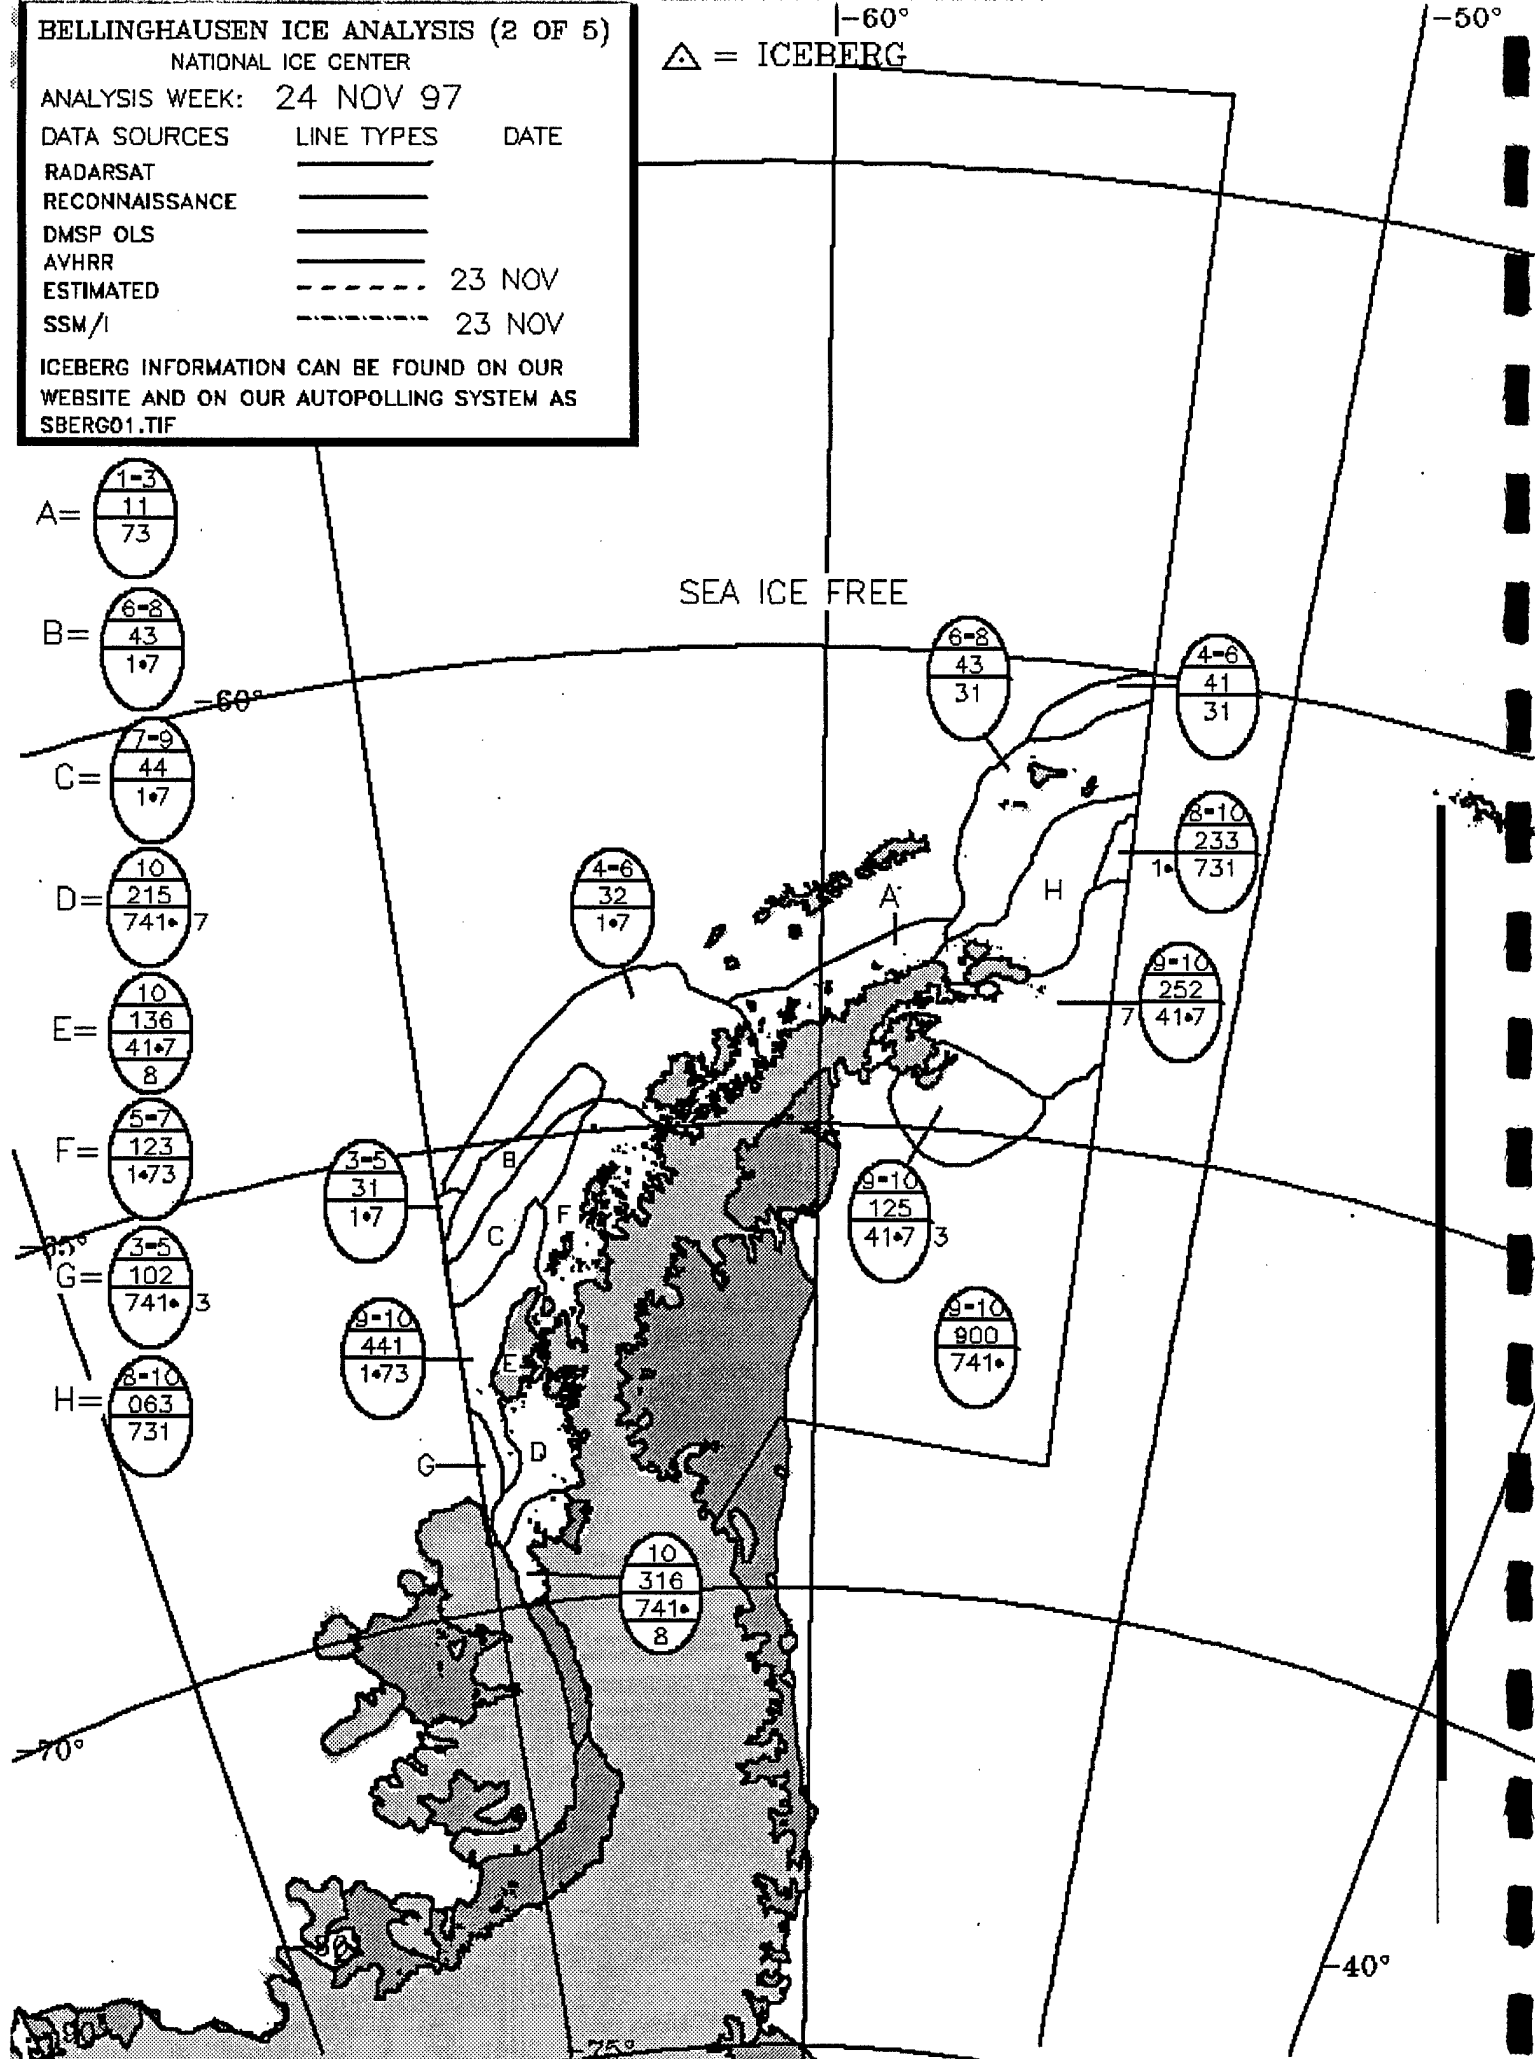 BELLINGHAUSEN ICE ANALYSIS (2 OF 5)
NATIONAL ICE CENTER
ANALYSIS WEEK: 24 NOV 97
DATA SOURCES LINE TYPES DATE
RADARSAT
RECONNAISSANCE
DMSP OLS
AVHRR
ESTIMATED 23 NOV
SSM/I 23 NOV
ICEBERG INFORMATION CAN BE FOUND ON OUR
WEBSITE AND ON OUR AUTOPOLLING SYSTEM AS
SBERG01.TIF
-60°
-50°
= ICEBERG
A=
1-3
11
73
B=
6-8
43
1•7
-60°
C=
7-9
44
1•7
D=
10
215
741• 7
E=
10
136
41•7
8
F=
5-7
123
1•73
-65°
G=
3-5
102
741• 3
H=
8-10
063
731
SEA ICE FREE
6-8
43
31
4-6
41
31
8-10
233
1• 731
4-6
32
1•7
A
H
9-10
252
7 41•7
3-5
31
1•7
B
C
F
9-10
125
41•7 3
9-10
441
1•73
D
E
9-10
900
741•
G
D
10
316
741•
8
-70°
-40°
-75°